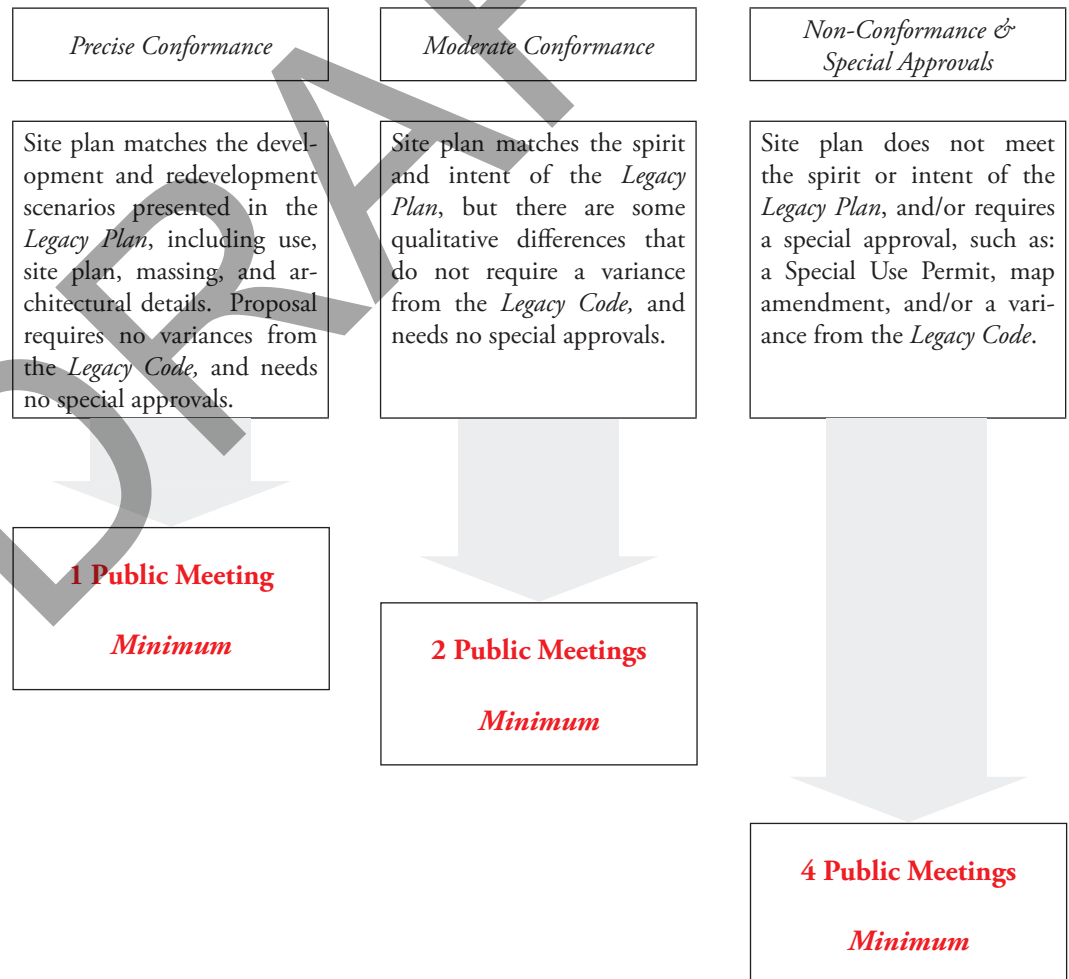 Precise Conformance
Site plan matches the devel-
opment and redevelopment
scenarios presented in the
Legacy Plan, including use,
site plan, massing, and ar-
chitectural details. Proposal
requires no variances from
the Legacy Code, and needs
no special approvals.
1 Public Meeting
Minimum
Moderate Conformance
Site plan matches the spirit
and intent of the Legacy
Plan, but there are some
qualitative differences that
do not require a variance
from the Legacy Code, and
needs no special approvals.
2 Public Meetings
Minimum
Non-Conformance &
Special Approvals
Site plan does not meet
the spirit or intent of the
Legacy Plan, and/or requires
a special approval, such as:
a Special Use Permit, map
amendment, and/or a vari-
ance from the Legacy Code.
4 Public Meetings
Minimum